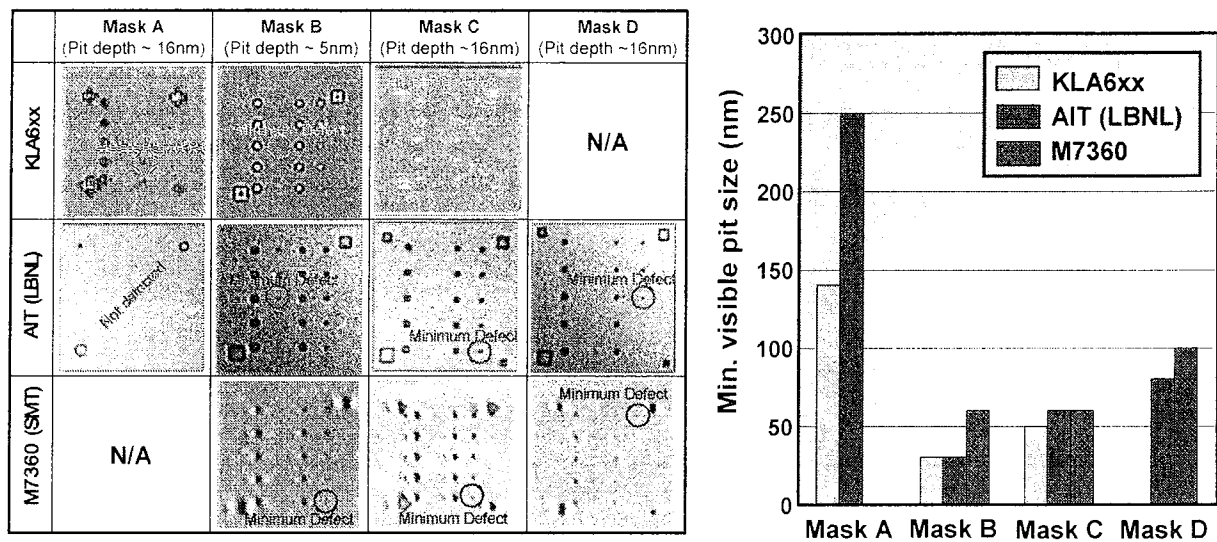 Mask A
(Pit depth ~ 16nm)
Mask B
(Pit depth ~ 5nm)
Mask C
(Pit depth ~16nm)
Mask D
(Pit depth ~16nm)
KLA6xx
N/A
AIT (LBNL)
Not detected
Minimum Defect
Minimum Defect
Minimum Defect
M7360 (SMT)
N/A
Minimum Defect
Minimum Defect
Minimum Defect
Min. visible pit size (nm)
300
250
200
150
100
50
0
KLA6xx
AIT (LBNL)
M7360
Mask A Mask B Mask C Mask D